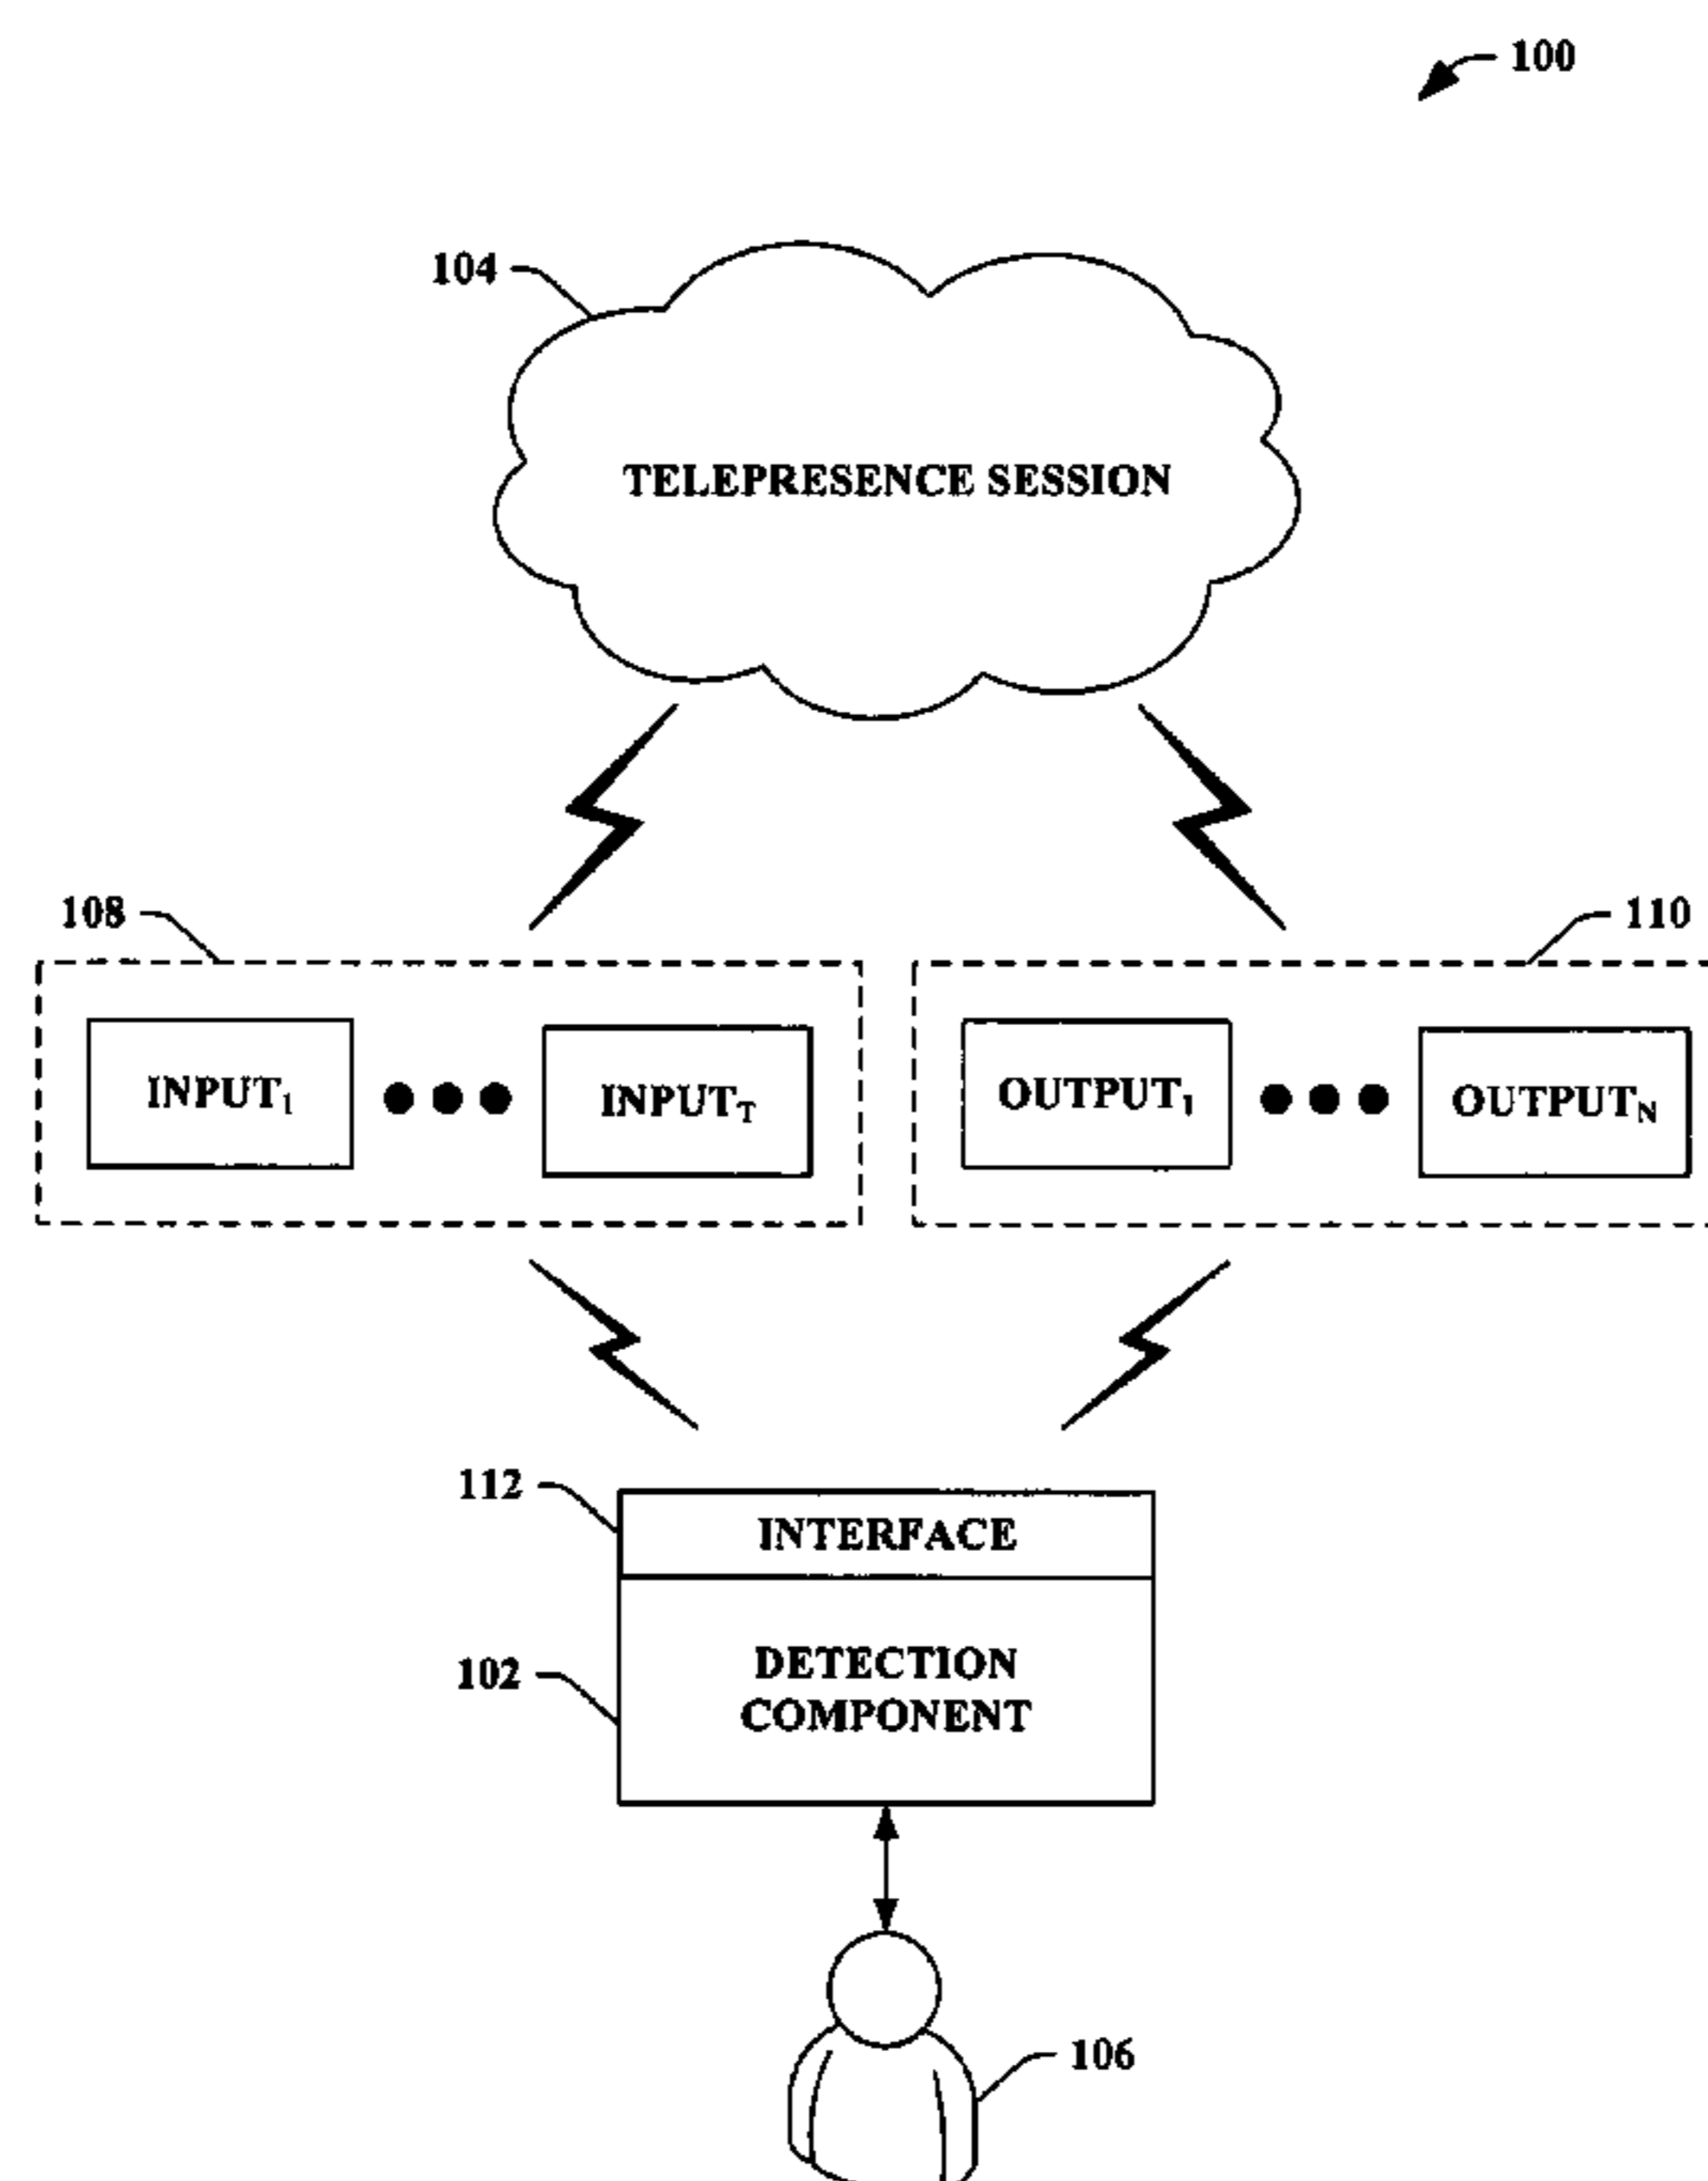 100
104
TELEPRESENCE SESSION
108
110
INPUT1
INPUTT
OUTPUT1
OUTPUTN
112
INTERFACE
102
DETECTION
COMPONENT
106